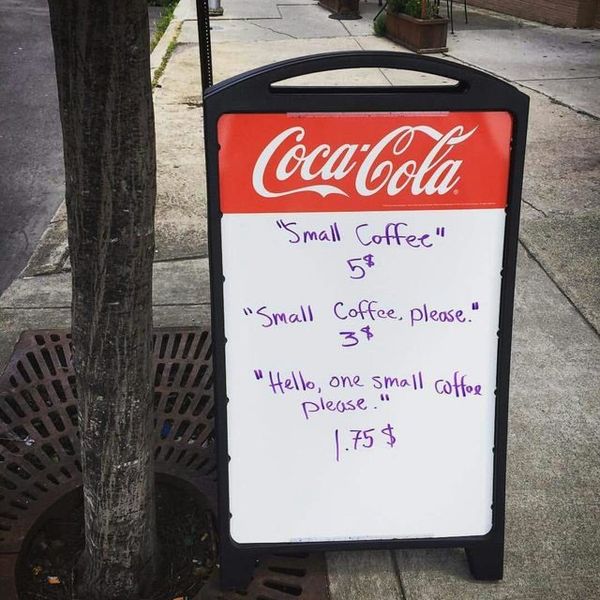 Coca-Cola
"Small Coffee"
5$
"Small Coffee, please."
3$
"Hello, one small coffee
please."
1.75 $